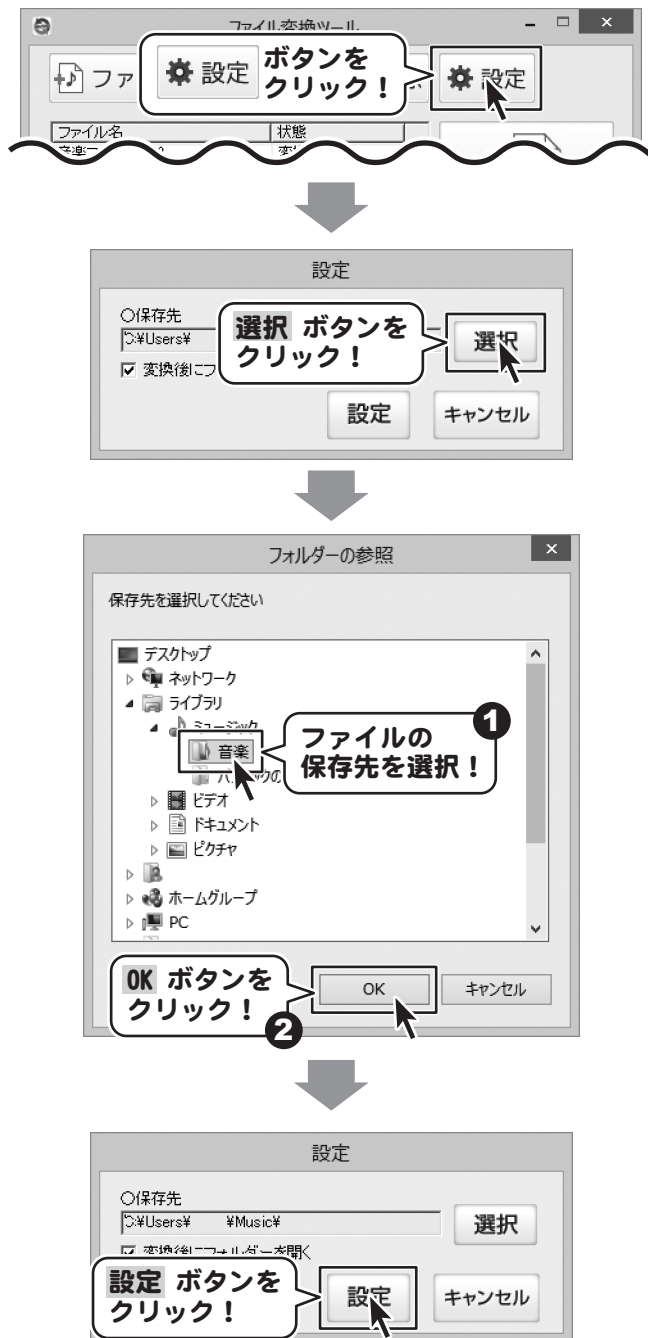 ファイル変換ツール
ファ
設定 ボタンを
クリック！
設定
ファイル名
状態
設定
○保存先
C:¥Users¥
選択 ボタンを
クリック！
選択
変換後にフ
設定
キャンセル
フォルダーの参照
保存先を選択してください
デスクトップ
ネットワーク
ライブラリ
ミュージック
音楽
ファイルの
保存先を選択！
1
ビデオ
ドキュメント
ピクチャ
ホームグループ
PC
OK ボタンを
クリック！
2
OK
キャンセル
設定
○保存先
C:¥Users¥ ¥Music¥
選択
変換後にフォルダーを開く
設定 ボタンを
クリック！
設定
キャンセル